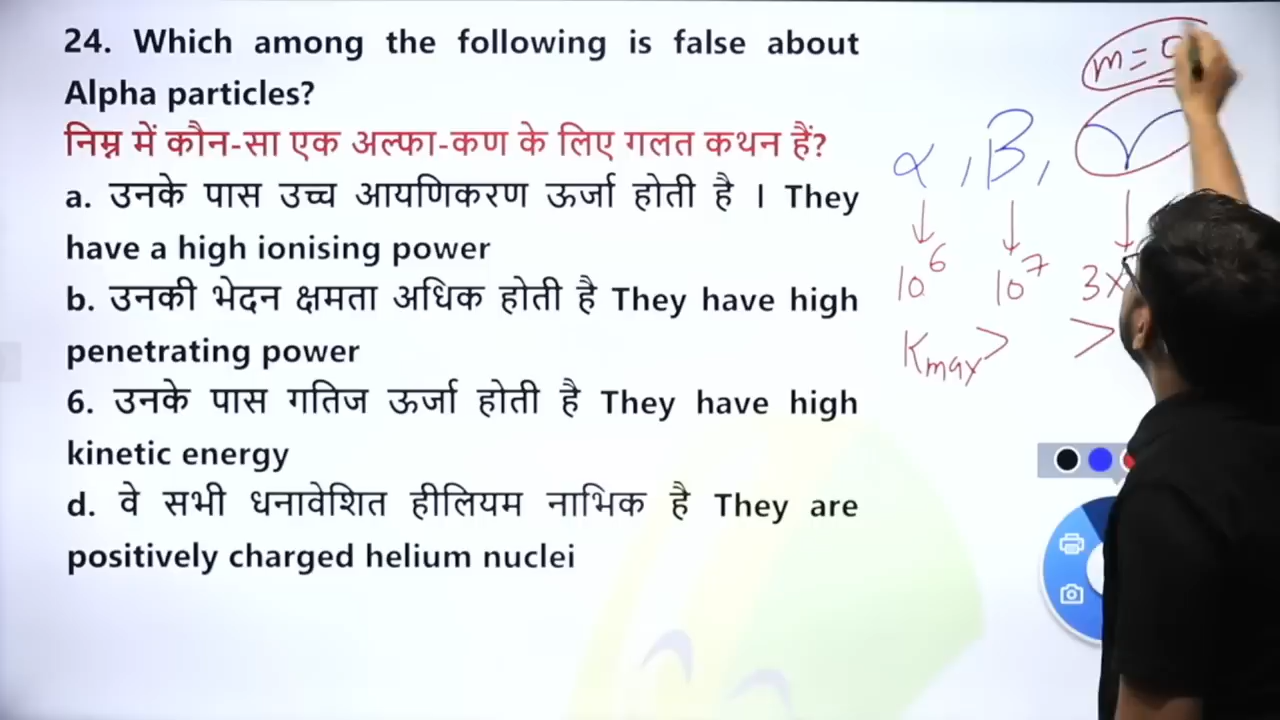 24. Which among the following is false about
Alpha particles?
निम्न में कौन-सा एक अल्फा-कण के लिए गलत कथन हैं?
a. उनके पास उच्च आयणिकरण ऊर्जा होती है । They
have a high ionising power
b. उनकी भेदन क्षमता अधिक होती है They have high
penetrating power
6. उनके पास गतिज ऊर्जा होती है They have high
kinetic energy
d. वे सभी धनावेशित हीलियम नाभिक है They are
positively charged helium nuclei
m = 0
α, β, γ
10⁶ 10⁷ 3x
Kmax > >